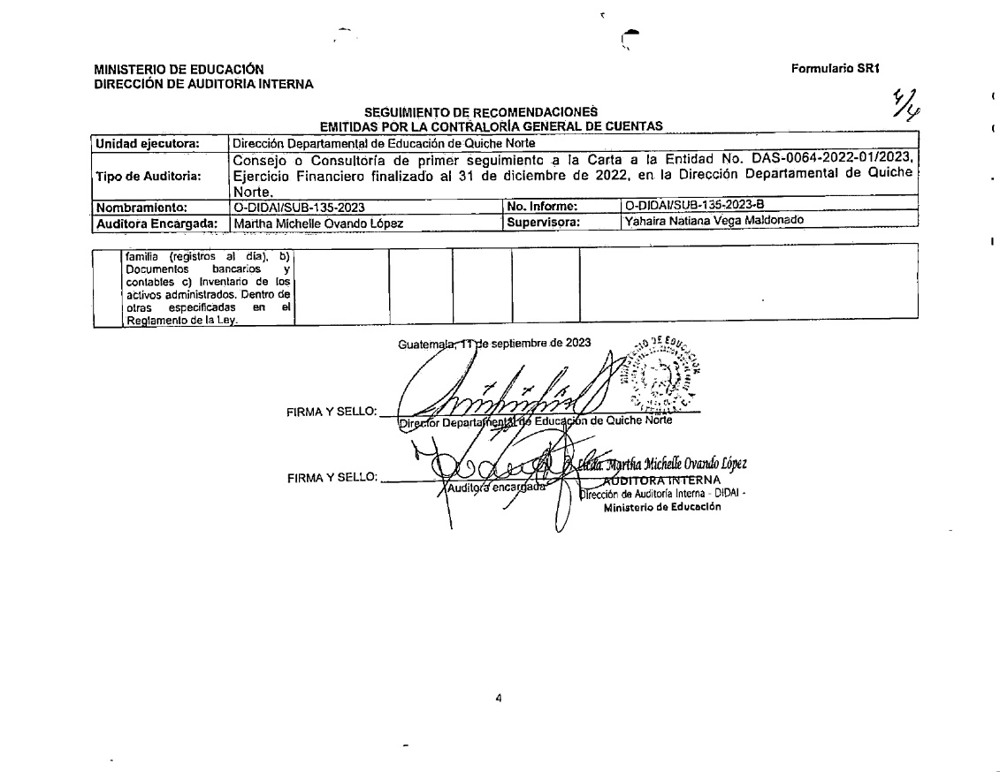 MINISTERIO DE EDUCACIÓN
DIRECCIÓN DE AUDITORIA INTERNA
Formulario SR1
4/4
SEGUIMIENTO DE RECOMENDACIONES
EMITIDAS POR LA CONTRALORÍA GENERAL DE CUENTAS
Unidad ejecutora: Dirección Departamental de Educación de Quiche Norte
Tipo de Auditoria: Consejo o Consultoría de primer seguimiento a la Carta a la Entidad No. DAS-0064-2022-01/2023,
Ejercicio Financiero finalizado al 31 de diciembre de 2022, en la Dirección Departamental de Quiche
Norte.
Nombramiento: O-DIDAI/SUB-135-2023 No. Informe: O-DIDAI/SUB-135-2023-B
Auditora Encargada: Martha Michelle Ovando López Supervisora: Yahaira Natiana Vega Maldonado
familia (registros al día), b)
Documentos bancarios y
contables c) Inventario de los
activos administrados. Dentro de
otras especificadas en el
Reglamento de la Ley.
Guatemala, 11 de septiembre de 2023
FIRMA Y SELLO:
Director Departamental de Educación de Quiche Norte
Licda. Martha Michelle Ovando López
FIRMA Y SELLO:
AUDITORA INTERNA
Auditora encargada
Dirección de Auditoría Interna - DIDAI -
Ministerio de Educación
4